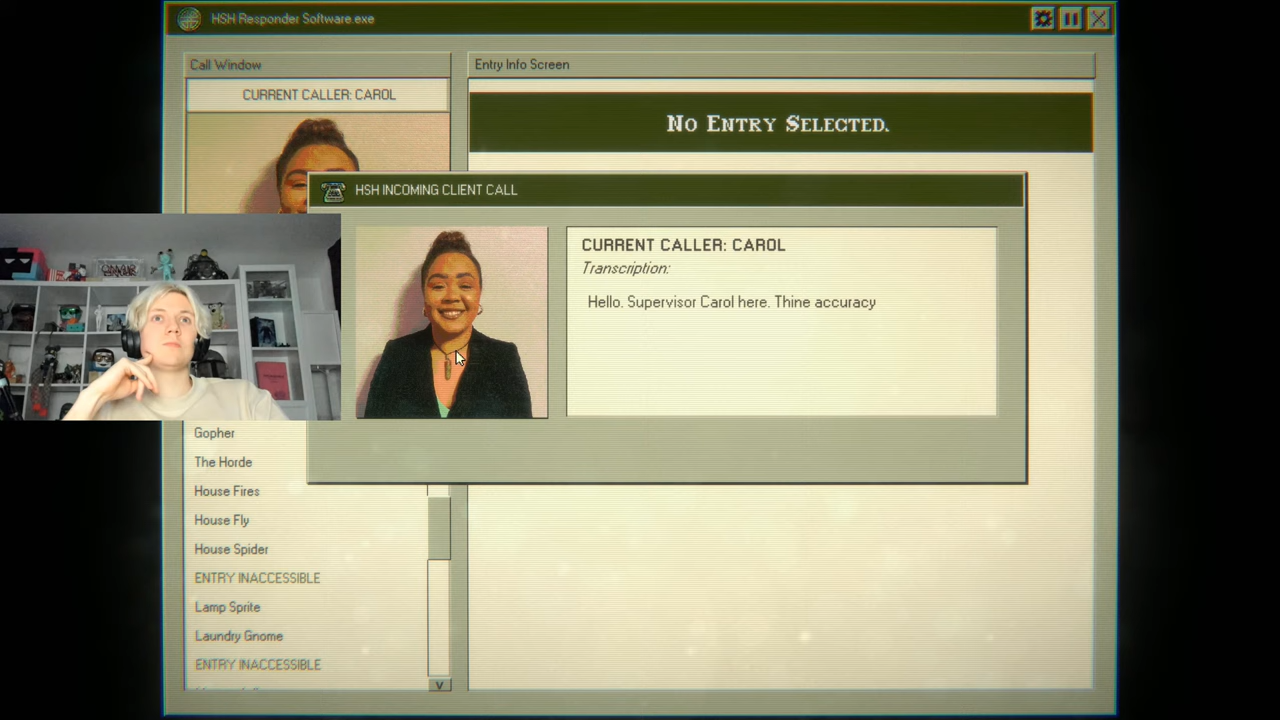 HSH Responder Software.exe
Call Window
Entry Info Screen
CURRENT CALLER: CAROL
No Entry Selected.
HSH INCOMING CLIENT CALL
CURRENT CALLER: CAROL
Transcription:
Hello. Supervisor Carol here. Thine accuracy
Gopher
The Horde
House Fires
House Fly
House Spider
ENTRY INACCESSIBLE
Lamp Sprite
Laundry Gnome
ENTRY INACCESSIBLE
V